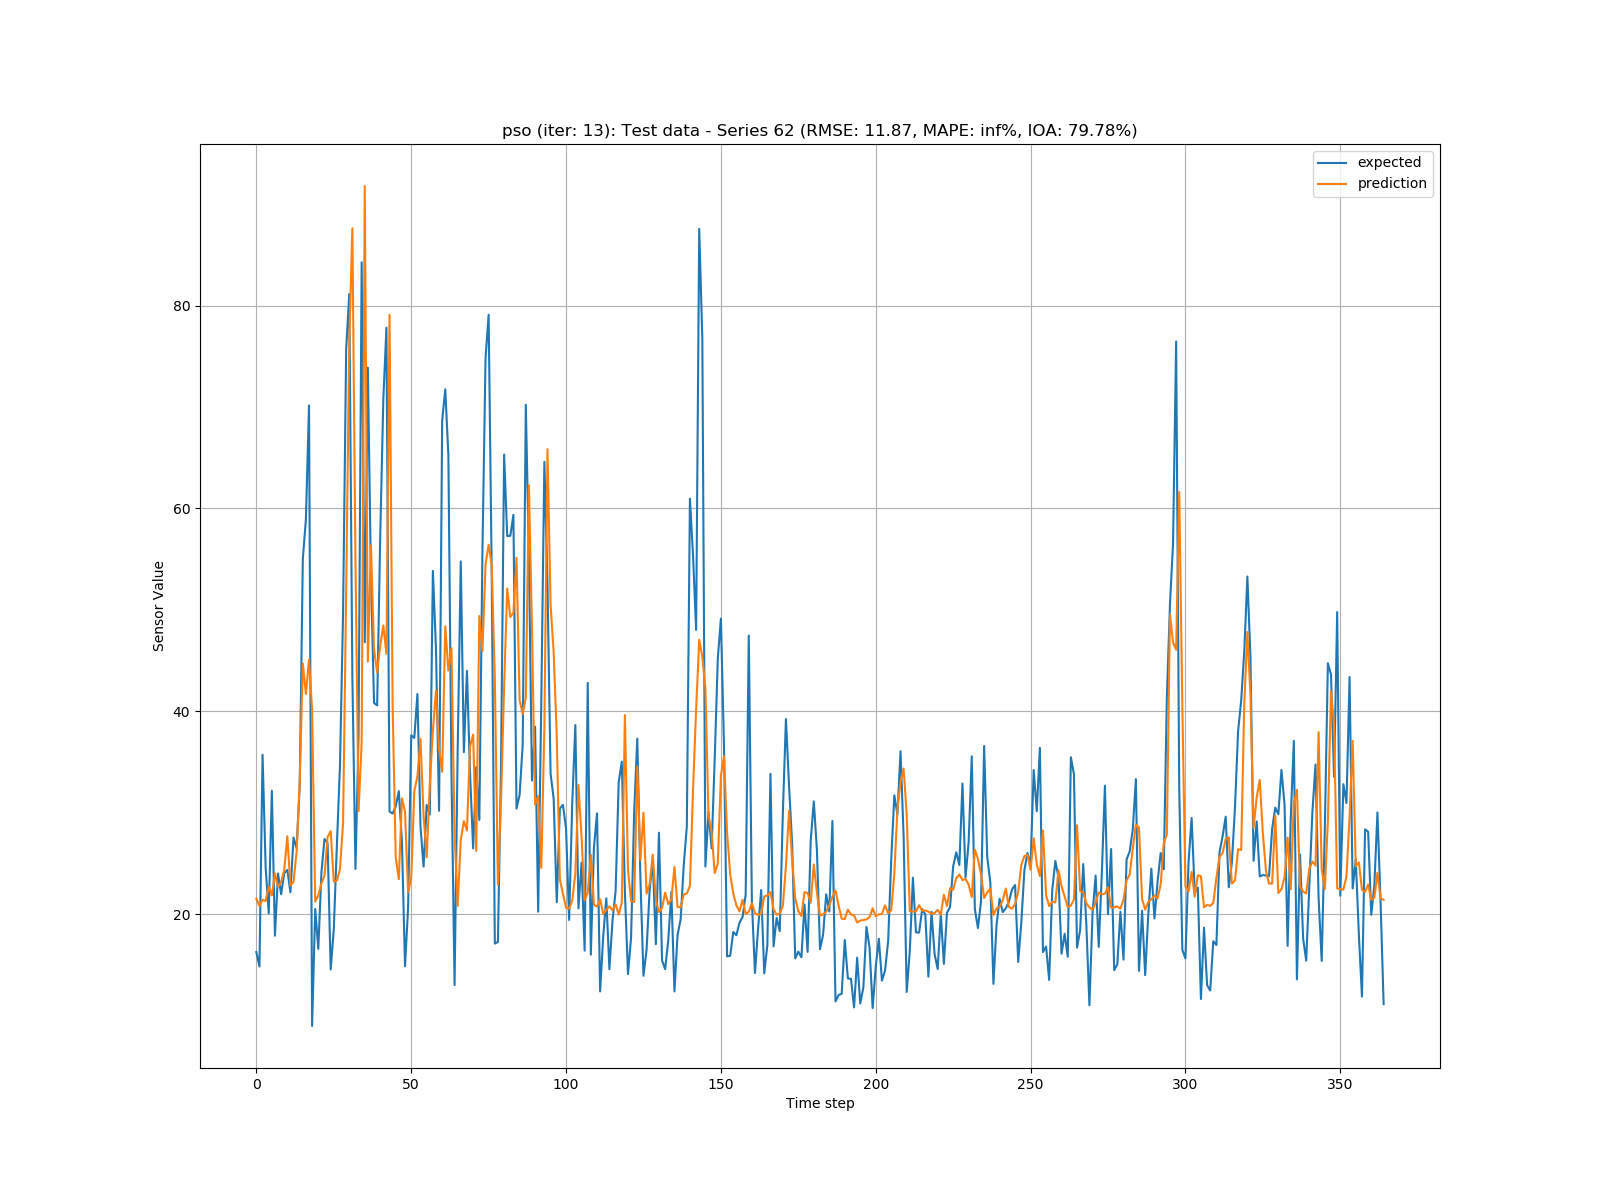 pso (iter: 13): Test data - Series 62 (RMSE: 11.87, MAPE: inf%, IOA: 79.78%)
expected
prediction
80
60
40
20
Sensor Value
0 50 100 150 200 250 300 350
Time step